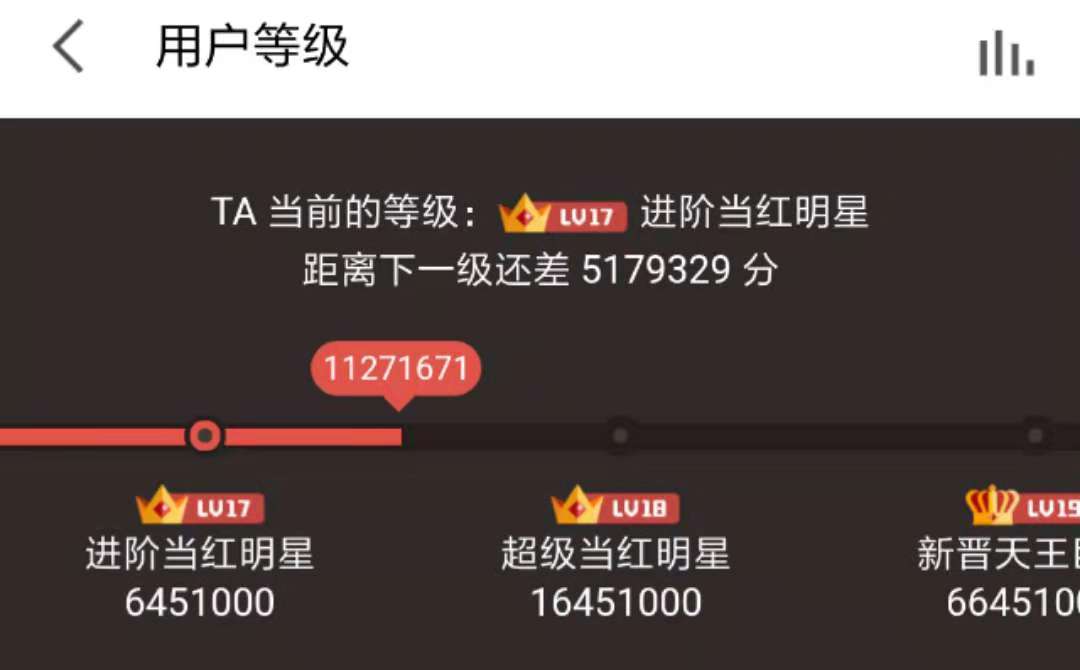 用户等级
TA 当前的等级： LV17 进阶当红明星
距离下一级还差 5179329 分
11271671
LV17 LV18 LV19
进阶当红明星 超级当红明星 新晋天王
6451000 16451000 664510